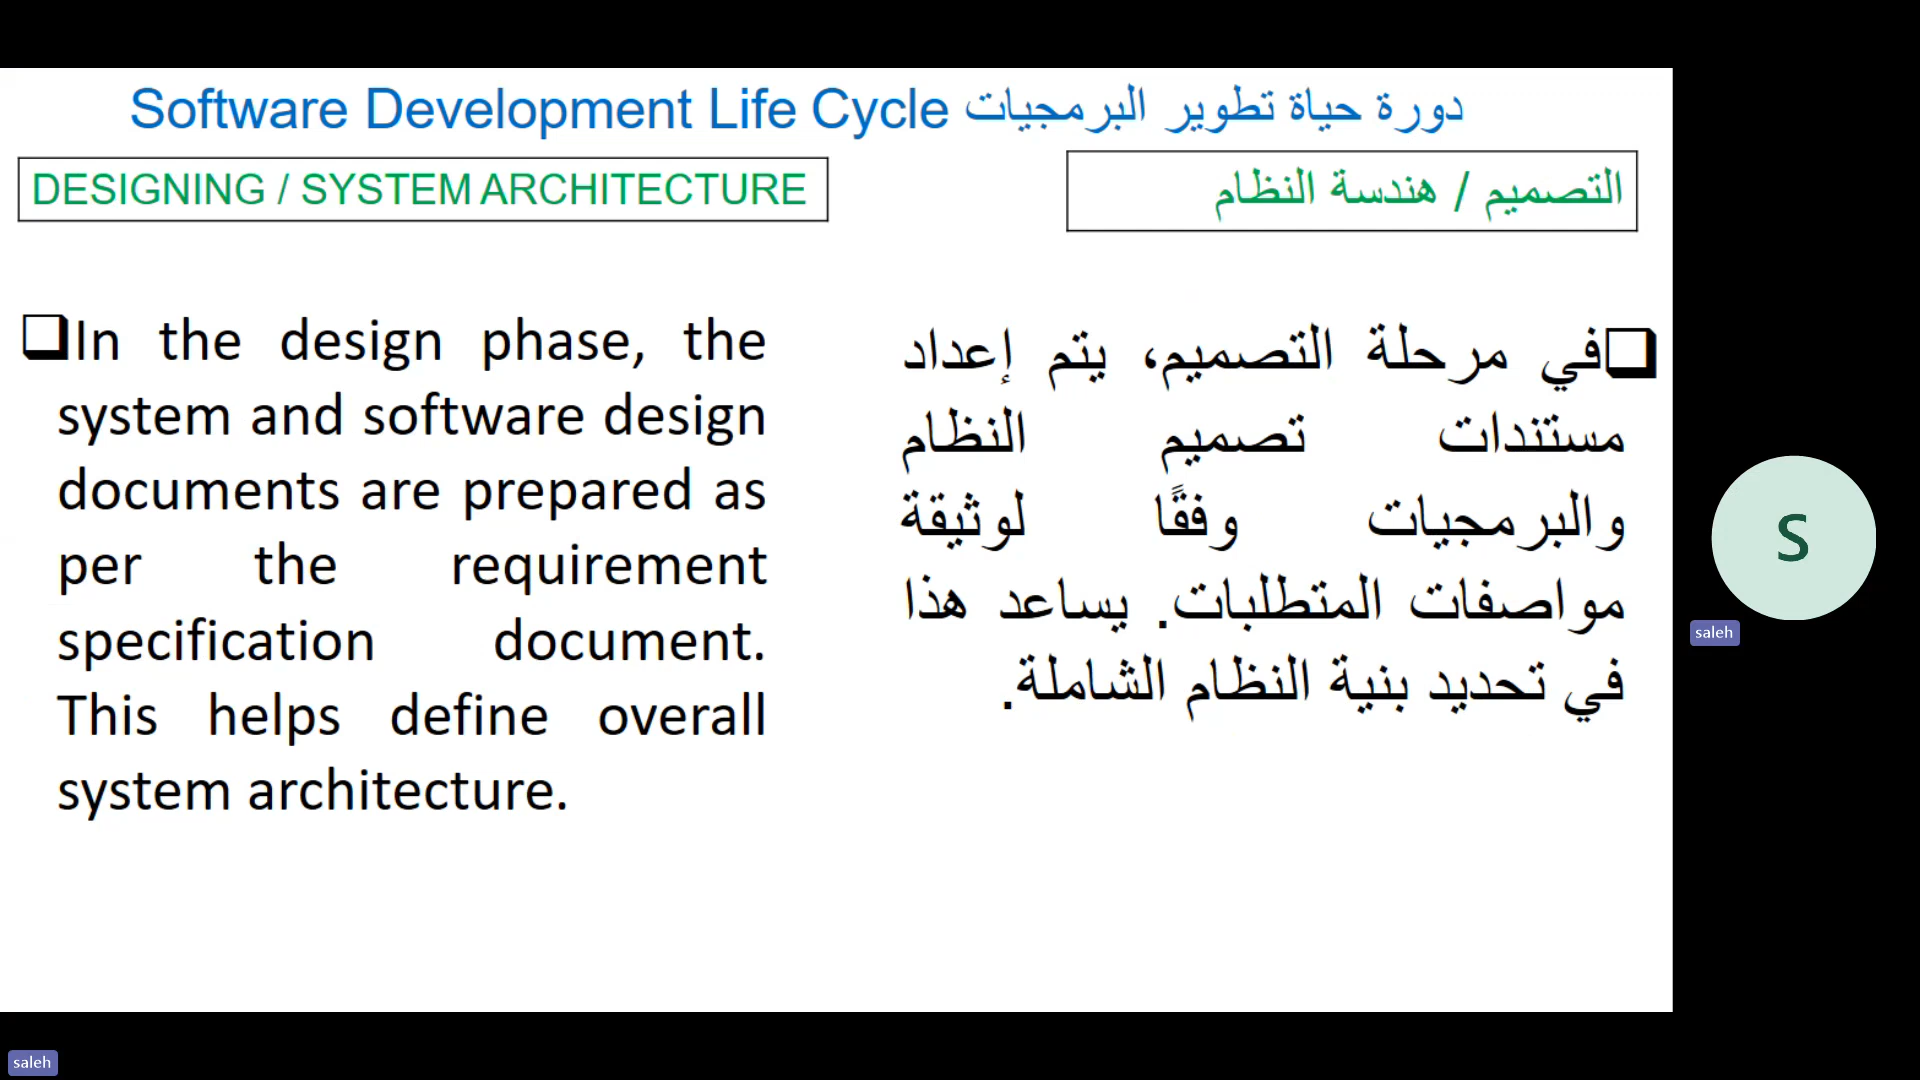 Software Development Life Cycle دورة حياة تطوير البرمجيات
DESIGNING / SYSTEM ARCHITECTURE
التصميم / هندسة النظام
In the design phase, the
system and software design
documents are prepared as
per the requirement
specification document.
This helps define overall
system architecture.
في مرحلة التصميم، يتم إعداد
مستندات تصميم النظام
والبرمجيات وفقًا لوثيقة
مواصفات المتطلبات. يساعد هذا
في تحديد بنية النظام الشاملة.
S
saleh
saleh